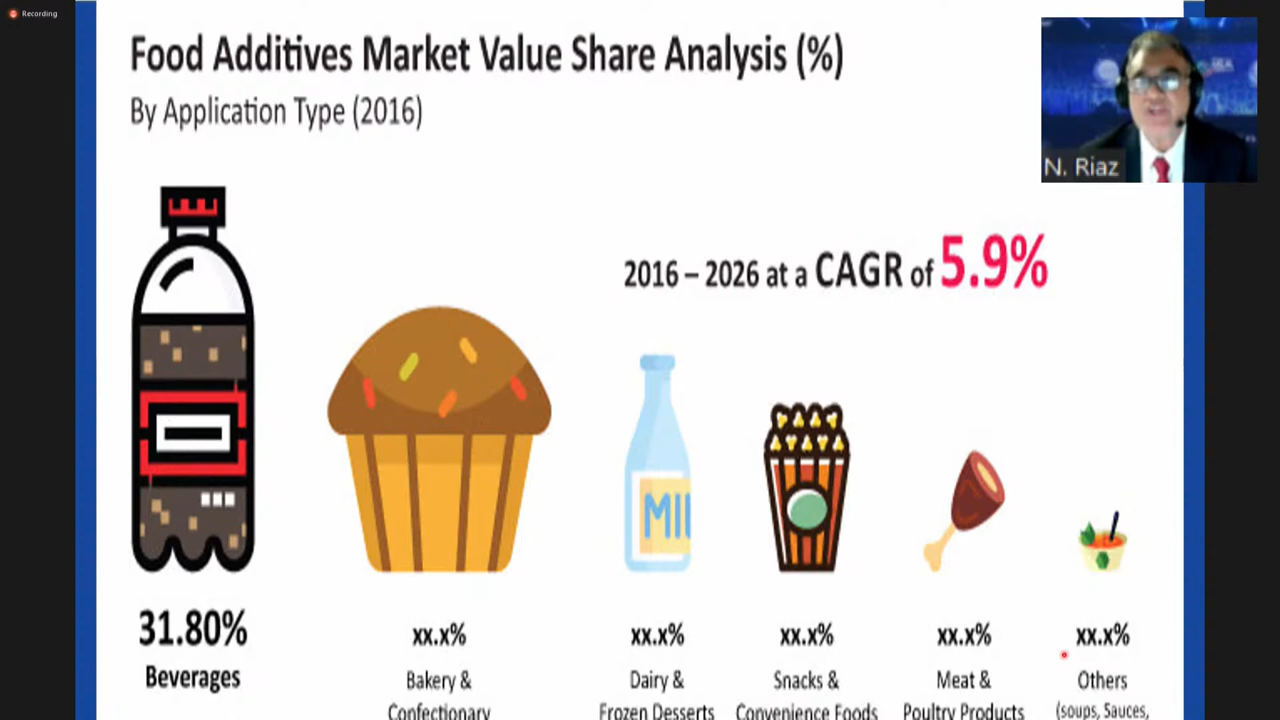 Recording
Food Additives Market Value Share Analysis (%)
By Application Type (2016)
N. Riaz
2016 – 2026 at a CAGR of 5.9%
MIL
31.80%
Beverages
xx.x%
Bakery &
Confectionary
xx.x%
Dairy &
Frozen Desserts
xx.x%
Snacks &
Convenience Foods
xx.x%
Meat &
Poultry Products
xx.x%
Others
(soups, Sauces,